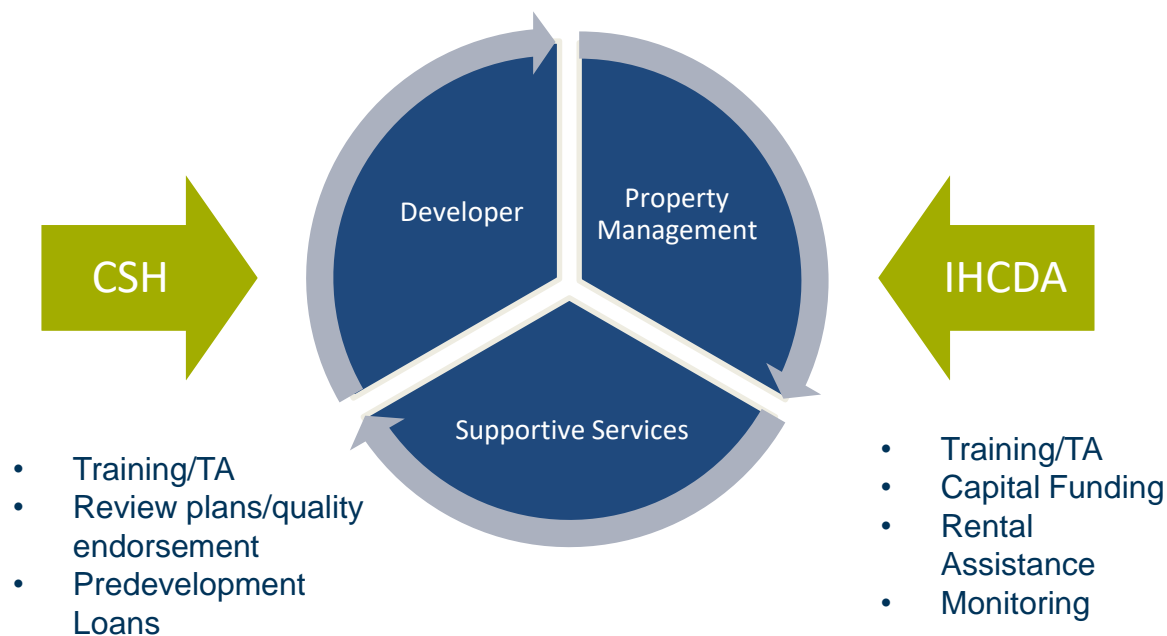 Developer
Property
Management
CSH
IHCDA
Supportive Services
• Training/TA
• Review plans/quality
endorsement
• Predevelopment
Loans
• Training/TA
• Capital Funding
• Rental
Assistance
• Monitoring